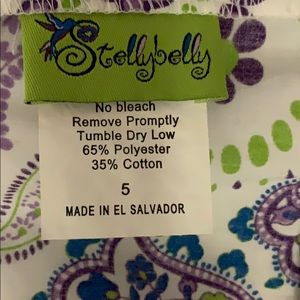 Stellybelly
No bleach
Remove Promptly
Tumble Dry Low
65% Polyester
35% Cotton
5
MADE IN EL SALVADOR